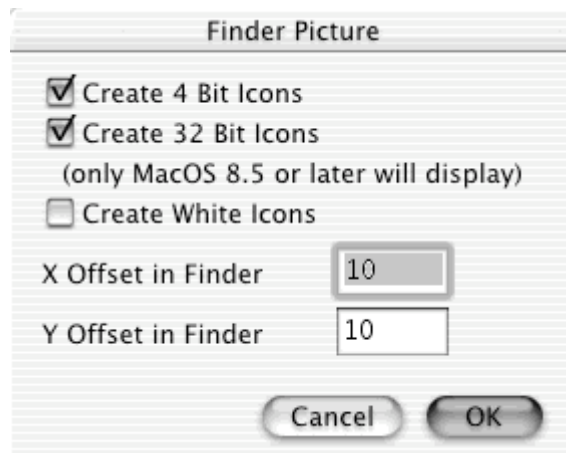 Finder Picture
Create 4 Bit Icons
Create 32 Bit Icons
(only MacOS 8.5 or later will display)
Create White Icons
X Offset in Finder 10
Y Offset in Finder 10
Cancel OK